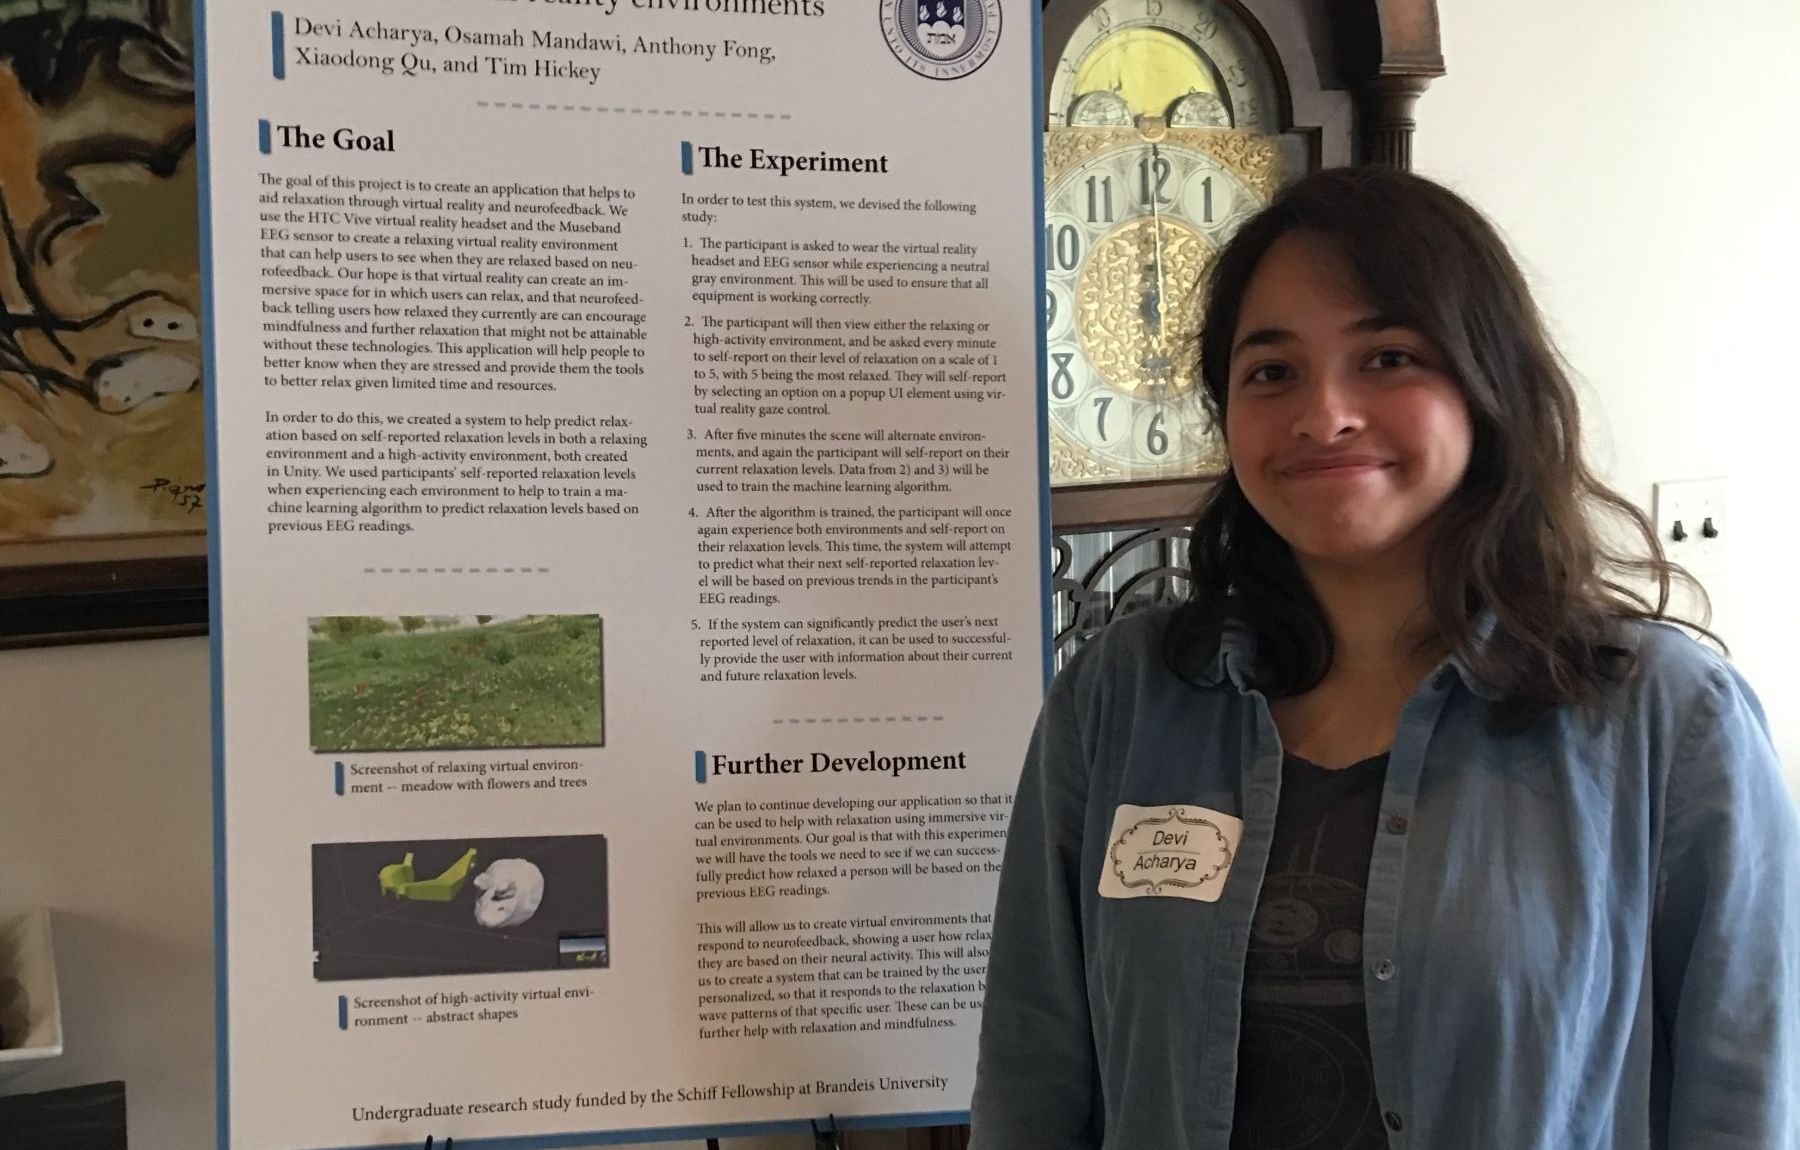 reality environments
Devi Acharya, Osamah Mandawi, Anthony Fong,
Xiaodong Qu, and Tim Hickey
The Goal
The goal of this project is to create an application that helps to
aid relaxation through virtual reality and neurofeedback. We
use the HTC Vive virtual reality headset and the Museband
EEG sensor to create a relaxing virtual reality environment
that can help users to see when they are relaxed based on neu-
rofeedback. Our hope is that virtual reality can create an im-
mersive space for in which users can relax, and that neurofeed-
back telling users how relaxed they currently are can encourage
mindfulness and further relaxation that might not be attainable
without these technologies. This application will help people to
better know when they are stressed and provide them the tools
to better relax given limited time and resources.
In order to do this, we created a system to help predict relax-
ation based on self-reported relaxation levels in both a relaxing
environment and a high-activity environment, both created
in Unity. We used participants' self-reported relaxation levels
when experiencing each environment to help to train a ma-
chine learning algorithm to predict relaxation levels based on
previous EEG readings.
Screenshot of relaxing virtual environ-
ment -- meadow with flowers and trees
Screenshot of high-activity virtual envi-
ronment -- abstract shapes
The Experiment
In order to test this system, we devised the following
study:
1. The participant is asked to wear the virtual reality
headset and EEG sensor while experiencing a neutral
gray environment. This will be used to ensure that all
equipment is working correctly.
2. The participant will then view either the relaxing or
high-activity environment, and be asked every minute
to self-report on their level of relaxation on a scale of 1
to 5, with 5 being the most relaxed. They will self-report
by selecting an option on a popup UI element using vir-
tual reality gaze control.
3. After five minutes the scene will alternate environ-
ments, and again the participant will self-report on their
current relaxation levels. Data from 2) and 3) will be
used to train the machine learning algorithm.
4. After the algorithm is trained, the participant will once
again experience both environments and self-report on
their relaxation levels. This time, the system will attempt
to predict what their next self-reported relaxation lev-
el will be based on previous trends in the participant's
EEG readings.
5. If the system can significantly predict the user's next
reported level of relaxation, it can be used to successful-
ly provide the user with information about their current
and future relaxation levels.
Further Development
We plan to continue developing our application so that it
can be used to help with relaxation using immersive vir-
tual environments. Our goal is that with this experimen
we will have the tools we need to see if we can success-
fully predict how relaxed a person will be based on the
previous EEG readings.
This will allow us to create virtual environments that
respond to neurofeedback, showing a user how relax
they are based on their neural activity. This will also
us to create a system that can be trained by the user
personalized, so that it responds to the relaxation b
wave patterns of that specific user. These can be us
further help with relaxation and mindfulness.
Undergraduate research study funded by the Schiff Fellowship at Brandeis University
אמת
ITS INNERMOST PA
10 15 20 25
11 12 1
10
9
8
7 6
Devi
Acharya
57